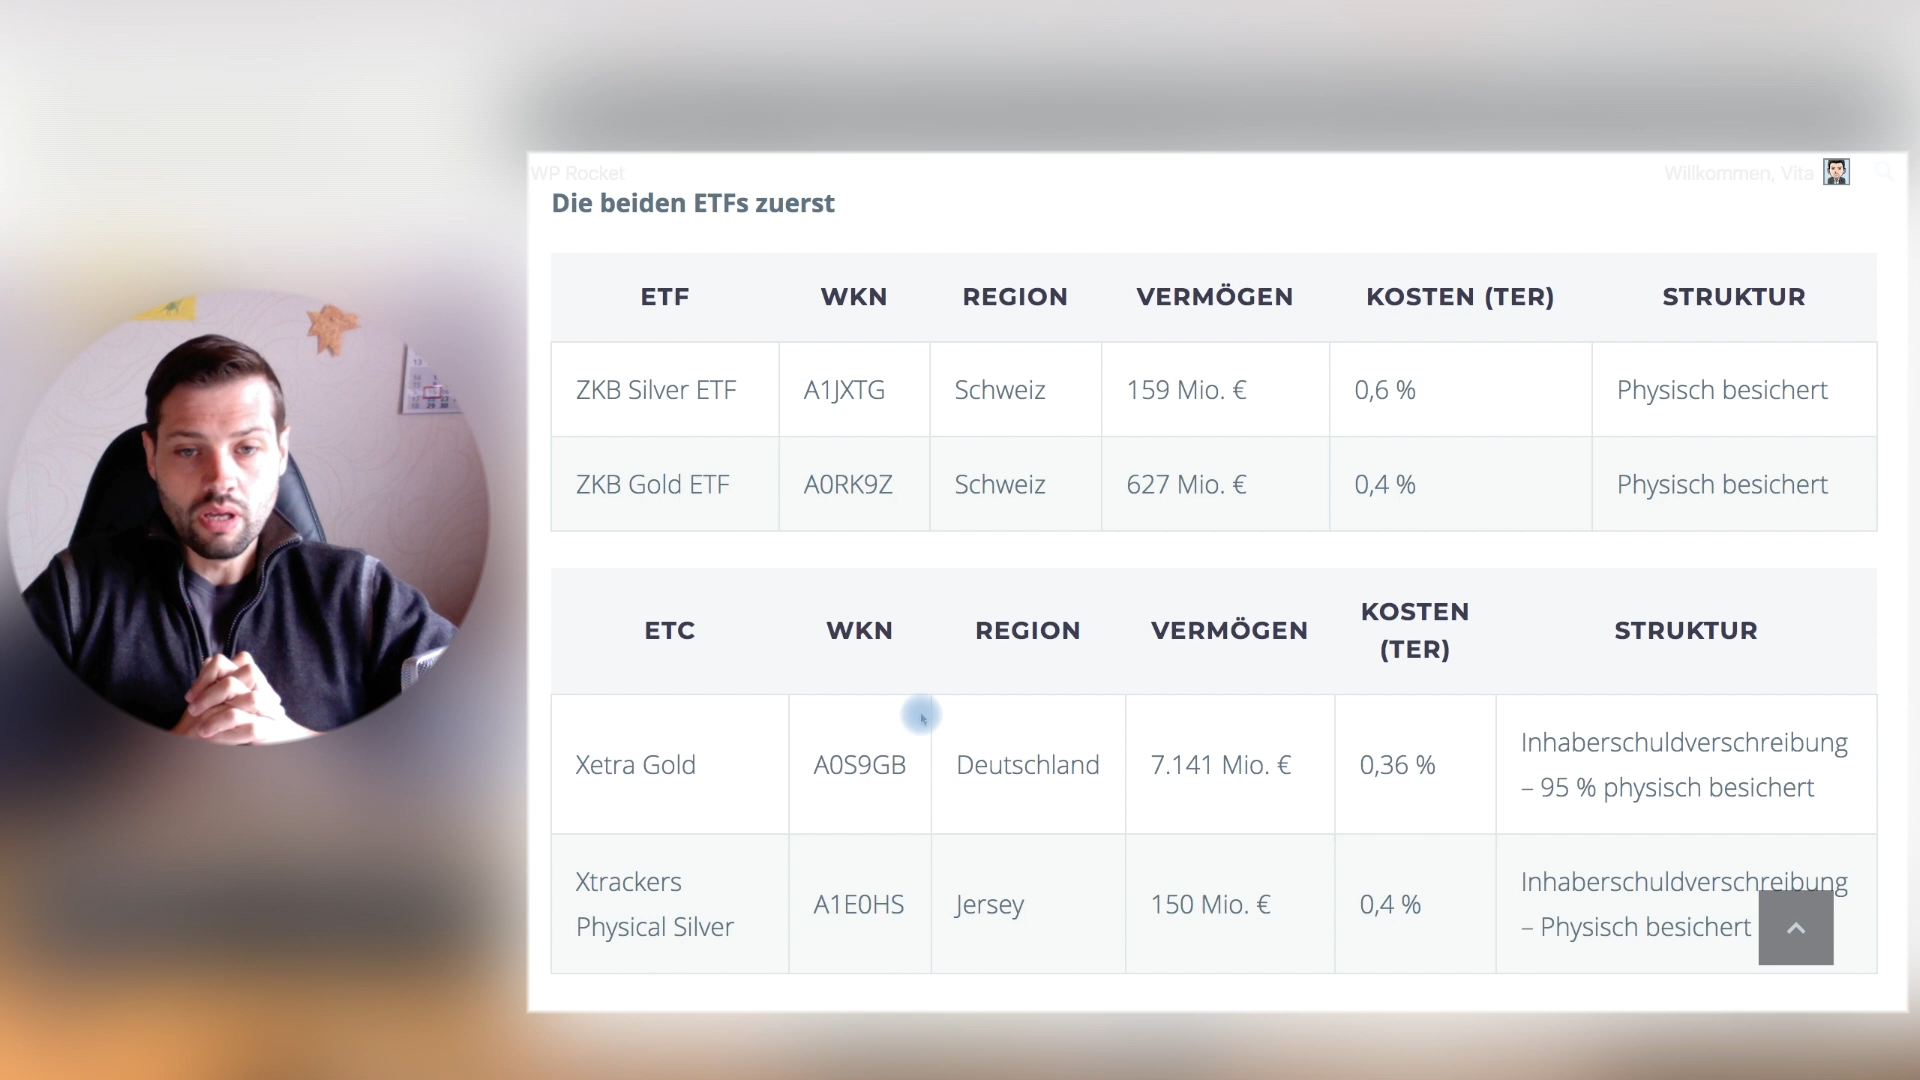 WP Rocket
Willkommen, Vita
Die beiden ETFs zuerst
ETF WKN REGION VERMÖGEN KOSTEN (TER) STRUKTUR
ZKB Silver ETF A1JXTG Schweiz 159 Mio. € 0,6 % Physisch besichert
ZKB Gold ETF A0RK9Z Schweiz 627 Mio. € 0,4 % Physisch besichert
ETC WKN REGION VERMÖGEN KOSTEN (TER) STRUKTUR
Xetra Gold A0S9GB Deutschland 7.141 Mio. € 0,36 % Inhaberschuldverschreibung
– 95 % physisch besichert
Xtrackers
Physical Silver A1E0HS Jersey 150 Mio. € 0,4 % Inhaberschuldverschreibung
– Physisch besichert